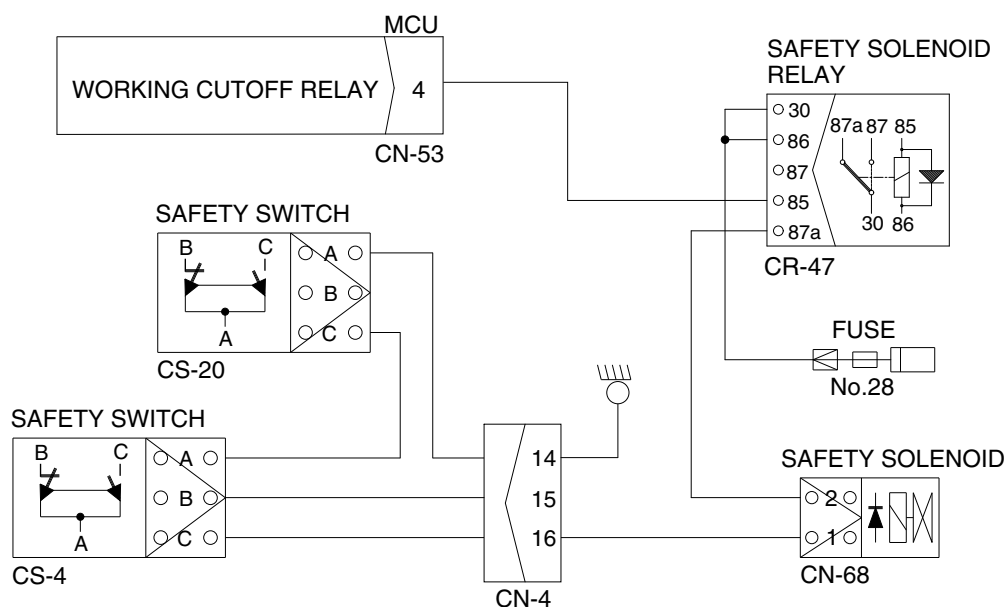 MCU
WORKING CUTOFF RELAY 4
CN-53
SAFETY SOLENOID
RELAY
30
86
87
85
87a
87a 87 85
30 86
CR-47
SAFETY SWITCH
B C
A
A
B
C
CS-20
FUSE
No.28
SAFETY SWITCH
B C
A
A
B
C
CS-4
14
15
16
CN-4
SAFETY SOLENOID
2
1
CN-68